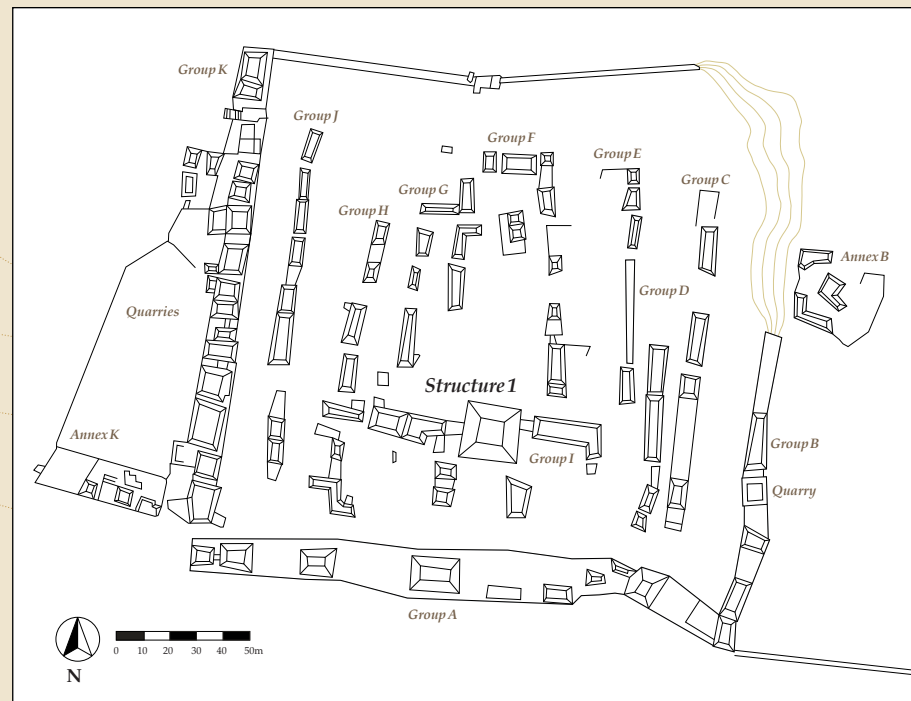 Group K
Group J
Group F
Group E
Group C
Group G
Group H
Annex B
Group D
Quarries
Structure 1
Annex K
Group B
Group I
Quarry
Group A
0 10 20 30 40 50m
N